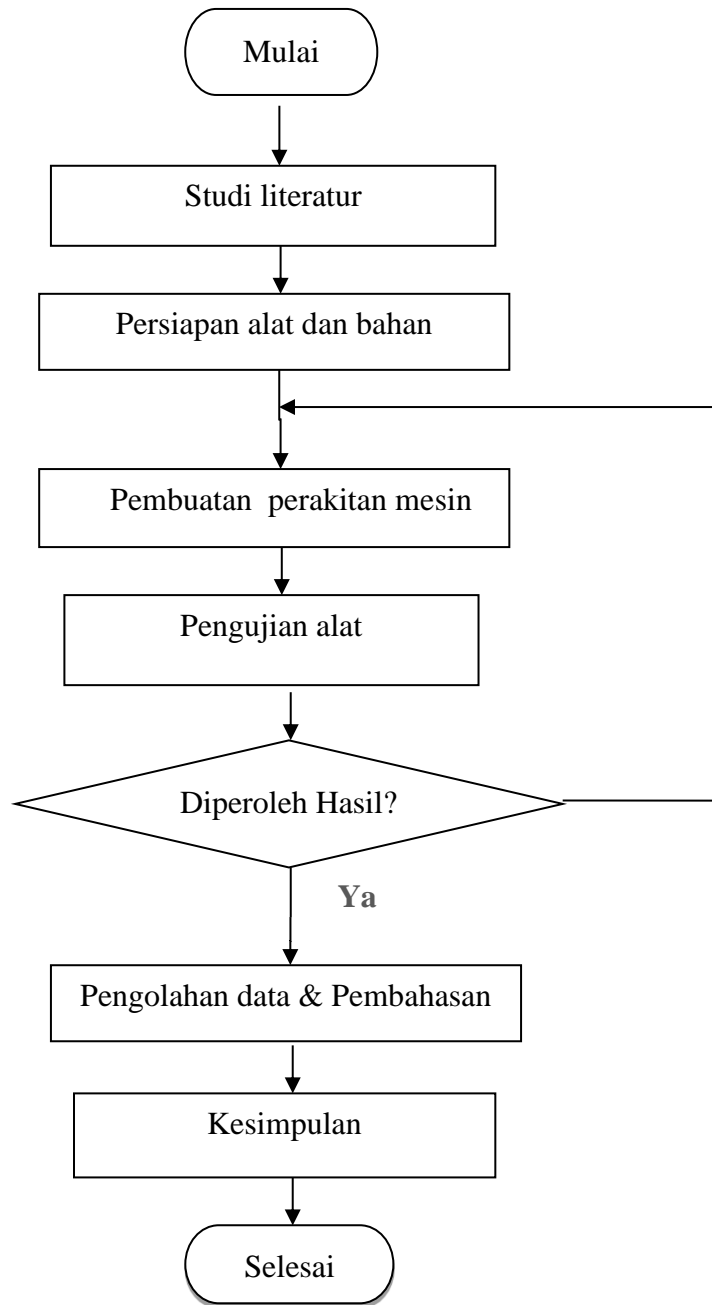 Mulai
Studi literatur
Persiapan alat dan bahan
Pembuatan perakitan mesin
Pengujian alat
Diperoleh Hasil?
Ya
Pengolahan data & Pembahasan
Kesimpulan
Selesai